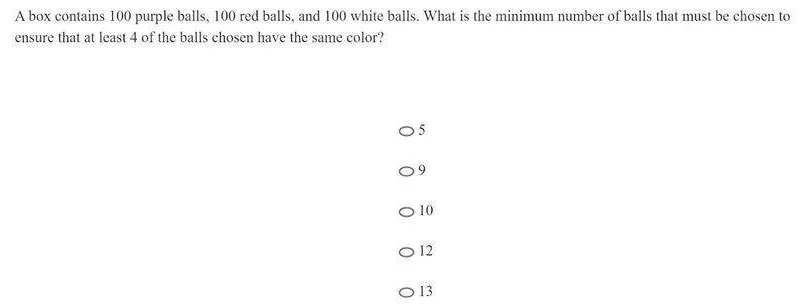 A box contains 100 purple balls, 100 red balls, and 100 white balls. What is the minimum number of balls that must be chosen to
ensure that at least 4 of the balls chosen have the same color?
5
9
10
12
13